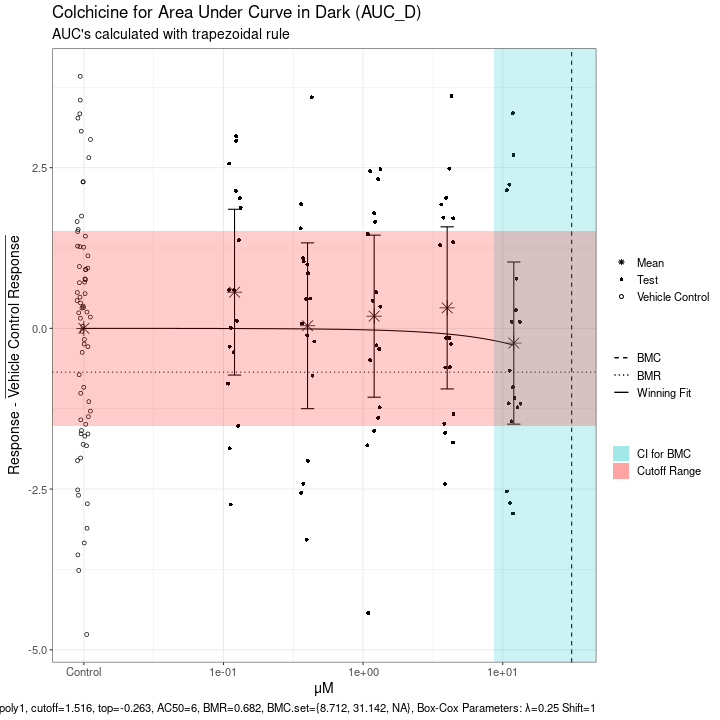 Colchicine for Area Under Curve in Dark (AUC_D)
AUC's calculated with trapezoidal rule
Response - Vehicle Control Response
2.5
0.0
-2.5
-5.0
Control
1e-01
1e+00
1e+01
µM
Mean
Test
Vehicle Control
BMC
BMR
Winning Fit
CI for BMC
Cutoff Range
poly1, cutoff=1.516, top=-0.263, AC50=6, BMR=0.682, BMC.set={8.712, 31.142, NA}, Box-Cox Parameters: λ=0.25 Shift=1